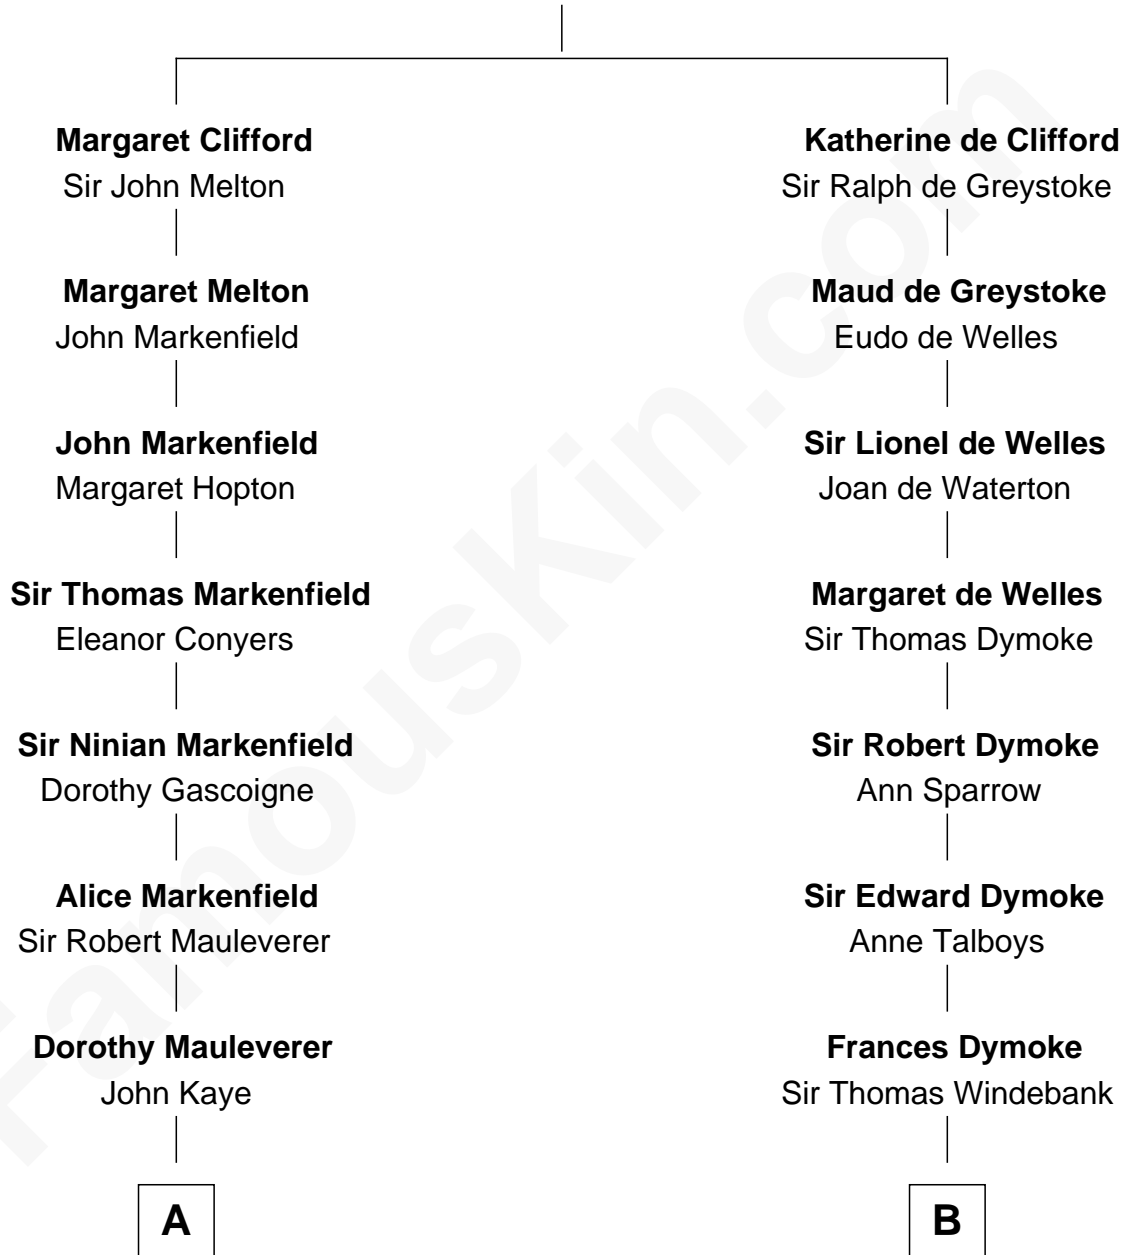 Margaret Clifford
Sir John Melton
Margaret Melton
John Markenfield
John Markenfield
Margaret Hopton
Sir Thomas Markenfield
Eleanor Conyers
Sir Ninian Markenfield
Dorothy Gascoigne
Alice Markenfield
Sir Robert Mauleverer
Dorothy Mauleverer
John Kaye
A
Katherine de Clifford
Sir Ralph de Greystoke
Maud de Greystoke
Eudo de Welles
Sir Lionel de Welles
Joan de Waterton
Margaret de Welles
Sir Thomas Dymoke
Sir Robert Dymoke
Ann Sparrow
Sir Edward Dymoke
Anne Talboys
Frances Dymoke
Sir Thomas Windebank
B
FamousKin.com